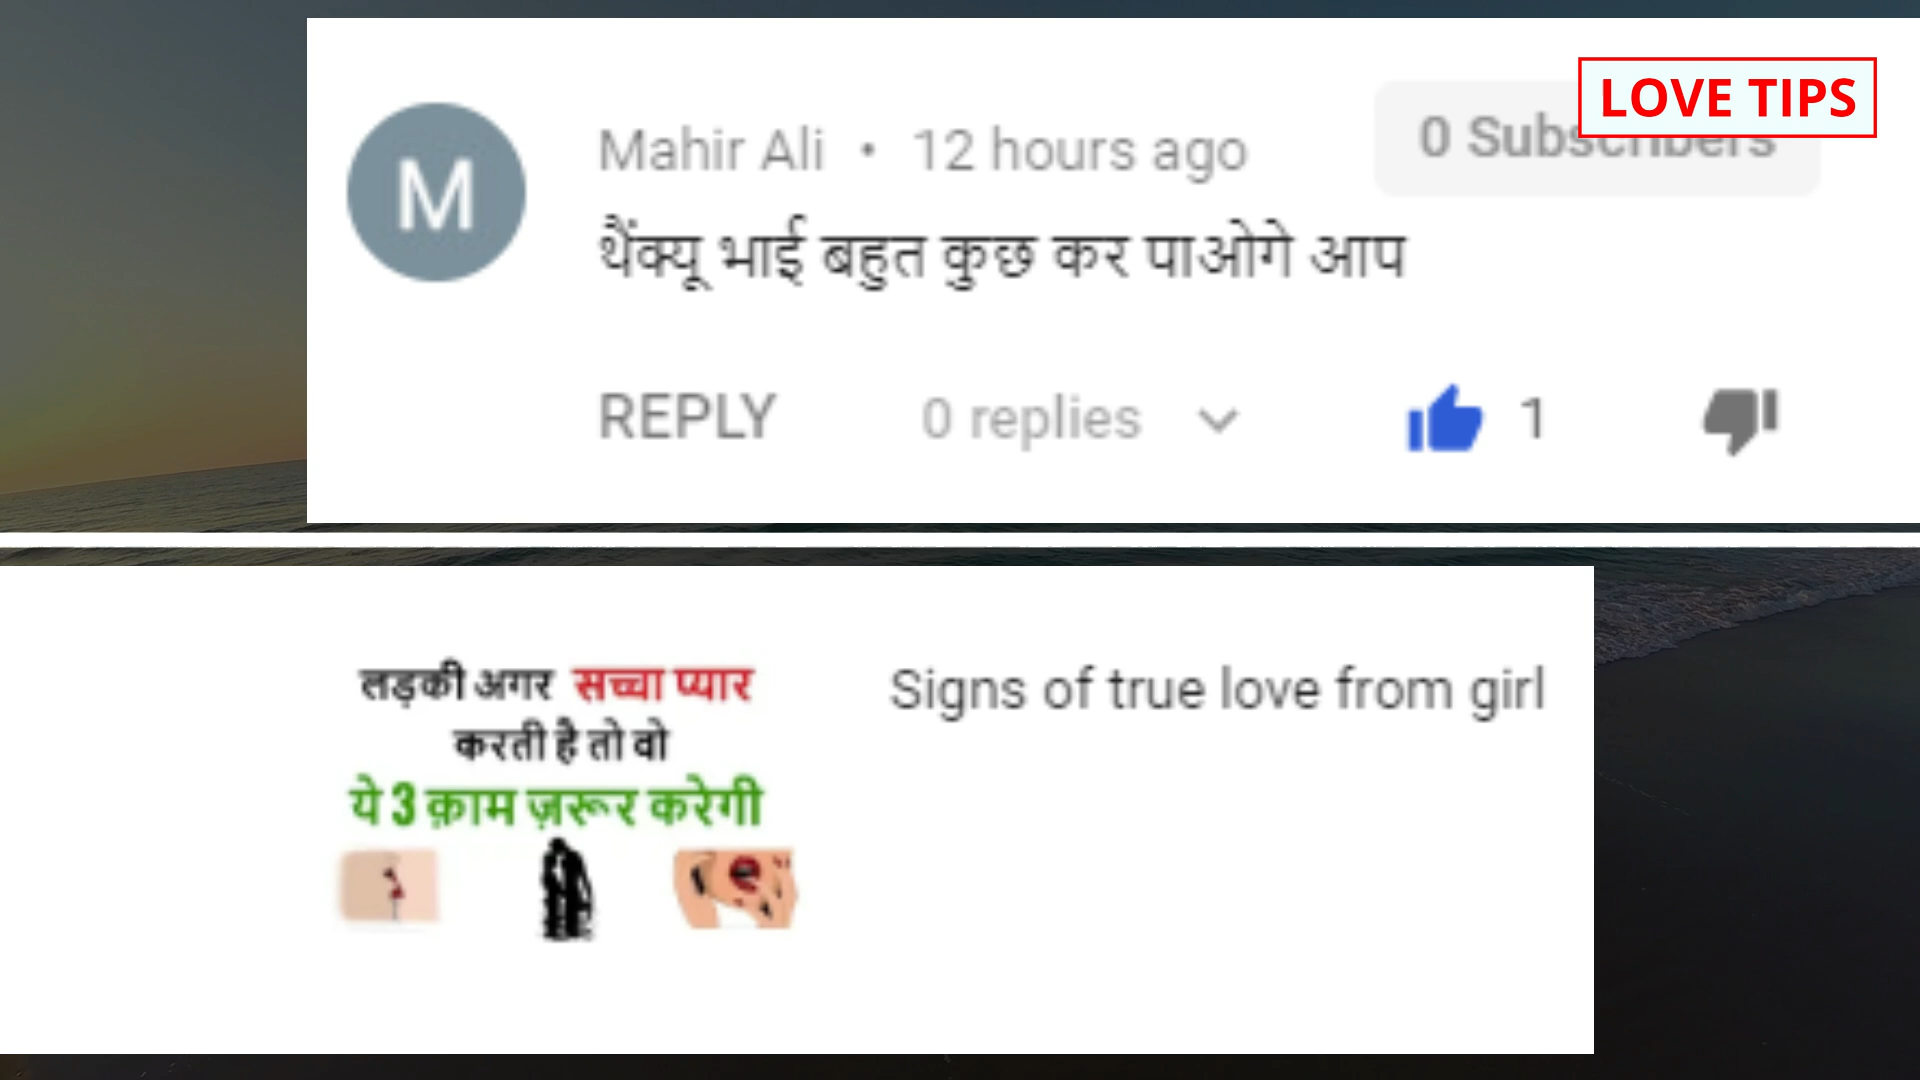 LOVE TIPS
Mahir Ali • 12 hours ago
0 Subscribers
थैंक्यू भाई बहुत कुछ कर पाओगे आप
REPLY 0 replies 1
लड़की अगर सच्चा प्यार
करती है तो वो
ये 3 क़ाम ज़रूर करेगी
Signs of true love from girl
M